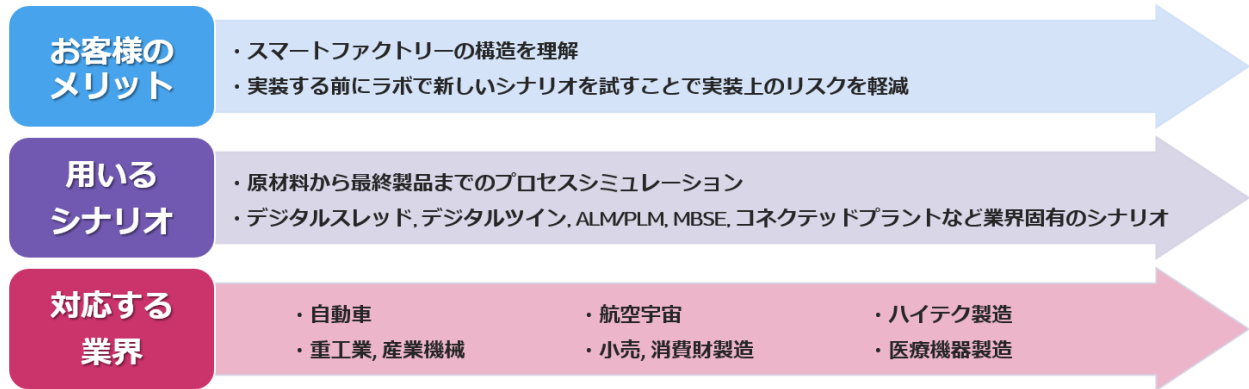 お客様の
メリット
・スマートファクトリーの構造を理解
・実装する前にラボで新しいシナリオを試すことで実装上のリスクを軽減
用いる
シナリオ
・原材料から最終製品までのプロセスシミュレーション
・デジタルスレッド, デジタルツイン, ALM/PLM, MBSE, コネクテッドプラントなど業界固有のシナリオ
対応する
業界
・自動車 ・航空宇宙 ・ハイテク製造
・重工業, 産業機械 ・小売, 消費財製造 ・医療機器製造